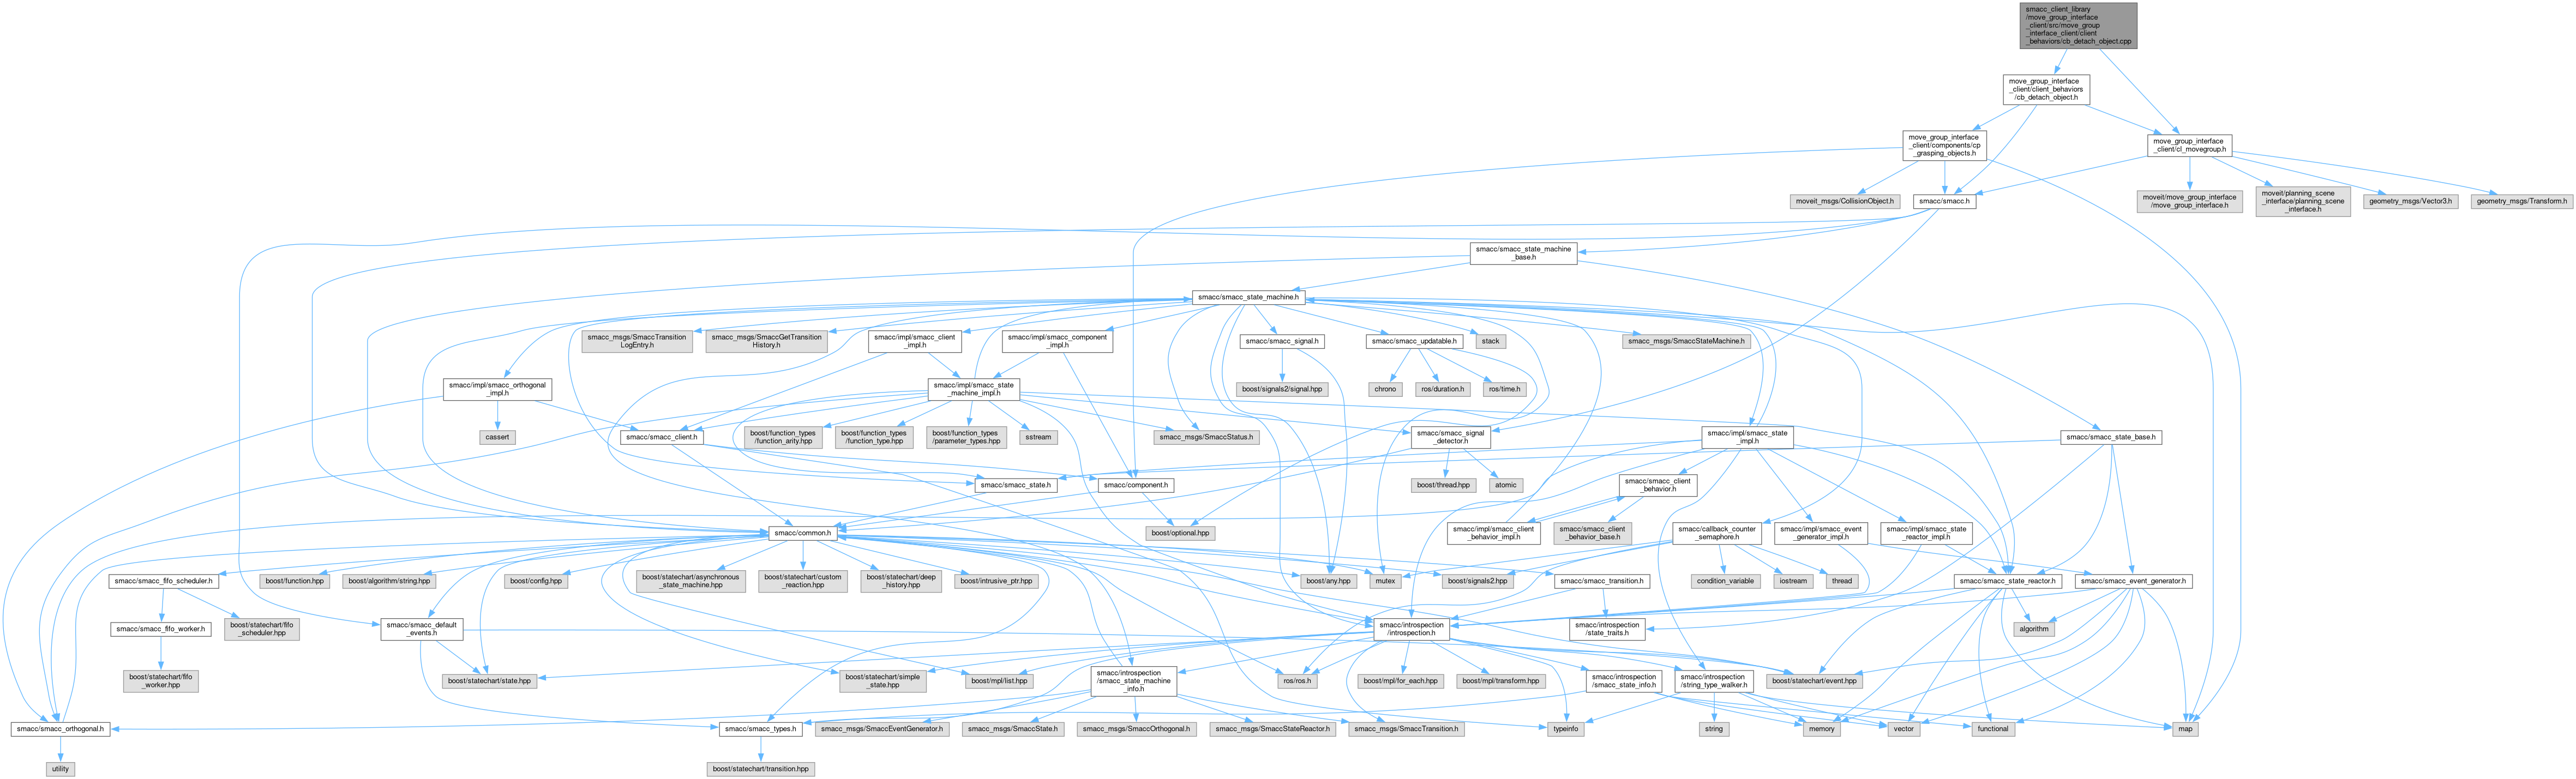 smacc_client_library
/move_group_interface
_client/src/move_group
_interface_client/client
_behaviors/cb_detach_object.cpp
move_group_interface
_client/client_behaviors
/cb_detach_object.h
move_group_interface
_client/components/cp
_grasping_objects.h
move_group_interface
_client/cl_movegroup.h
moveit_msgs/CollisionObject.h
smacc/smacc.h
moveit/move_group_interface
/move_group_interface.h
moveit/planning_scene
_interface/planning_scene
_interface.h
geometry_msgs/Vector3.h
geometry_msgs/Transform.h
smacc/smacc_state_machine
_base.h
smacc/smacc_state_machine.h
smacc_msgs/SmaccTransition
LogEntry.h
smacc_msgs/SmaccGetTransition
History.h
smacc/impl/smacc_client
_impl.h
smacc/impl/smacc_component
_impl.h
smacc/smacc_signal.h
smacc/smacc_updatable.h
stack
smacc_msgs/SmaccStateMachine.h
smacc/impl/smacc_orthogonal
_impl.h
smacc/impl/smacc_state
_machine_impl.h
boost/signals2/signal.hpp
chrono
ros/duration.h
ros/time.h
cassert
smacc/smacc_client.h
boost/function_types
/function_arity.hpp
boost/function_types
/function_type.hpp
boost/function_types
/parameter_types.hpp
sstream
smacc_msgs/SmaccStatus.h
smacc/smacc_signal
_detector.h
smacc/impl/smacc_state
_impl.h
smacc/smacc_state_base.h
smacc/smacc_state.h
smacc/component.h
boost/thread.hpp
atomic
smacc/smacc_client
_behavior.h
smacc/common.h
boost/optional.hpp
smacc/impl/smacc_client
_behavior_impl.h
smacc/smacc_client
_behavior_base.h
smacc/callback_counter
_semaphore.h
smacc/impl/smacc_event
_generator_impl.h
smacc/impl/smacc_state
_reactor_impl.h
smacc/smacc_fifo_scheduler.h
boost/function.hpp
boost/algorithm/string.hpp
boost/config.hpp
boost/statechart/asynchronous
_state_machine.hpp
boost/statechart/custom
_reaction.hpp
boost/statechart/deep
_history.hpp
boost/intrusive_ptr.hpp
boost/any.hpp
mutex
boost/signals2.hpp
smacc/smacc_transition.h
condition_variable
iostream
thread
smacc/smacc_state_reactor.h
smacc/smacc_event_generator.h
smacc/smacc_fifo_worker.h
boost/statechart/fifo
_scheduler.hpp
smacc/smacc_default
_events.h
smacc/introspection
/introspection.h
smacc/introspection
/state_traits.h
algorithm
boost/statechart/fifo
_worker.hpp
boost/statechart/state.hpp
boost/statechart/simple
_state.hpp
boost/mpl/list.hpp
smacc/introspection
/smacc_state_machine
_info.h
ros/ros.h
boost/mpl/for_each.hpp
boost/mpl/transform.hpp
smacc/introspection
/smacc_state_info.h
smacc/introspection
/string_type_walker.h
boost/statechart/event.hpp
smacc/smacc_orthogonal.h
smacc/smacc_types.h
smacc_msgs/SmaccEventGenerator.h
smacc_msgs/SmaccState.h
smacc_msgs/SmaccOrthogonal.h
smacc_msgs/SmaccStateReactor.h
smacc_msgs/SmaccTransition.h
typeinfo
string
memory
vector
functional
map
utility
boost/statechart/transition.hpp